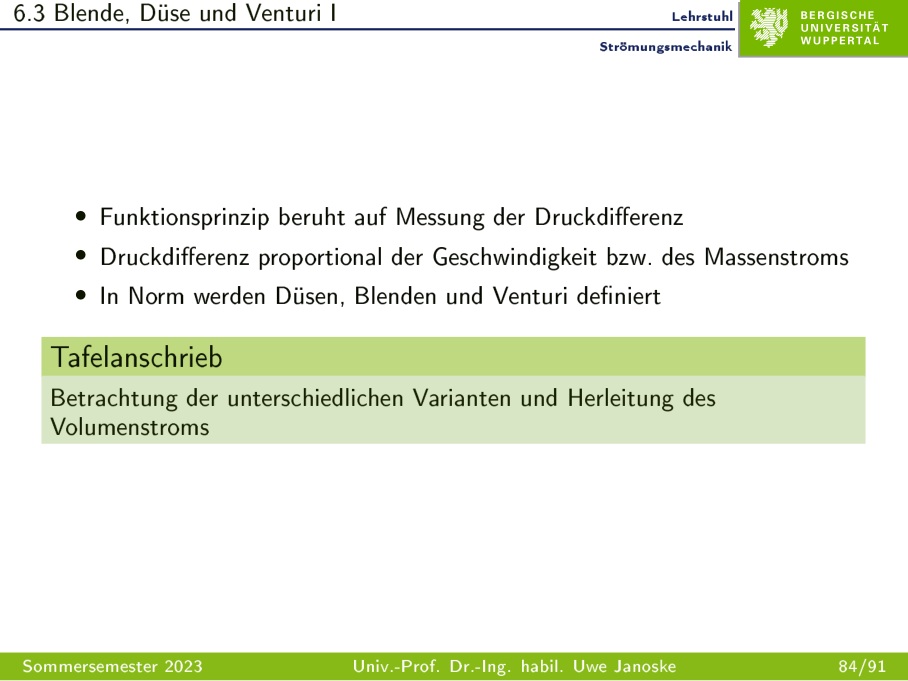 6.3 Blende, Düse und Venturi I
Lehrstuhl
Strömungsmechanik
BERGISCHE
UNIVERSITÄT
WUPPERTAL
• Funktionsprinzip beruht auf Messung der Druckdifferenz
• Druckdifferenz proportional der Geschwindigkeit bzw. des Massenstroms
• In Norm werden Düsen, Blenden und Venturi definiert
Tafelanschrieb
Betrachtung der unterschiedlichen Varianten und Herleitung des
Volumenstroms
Sommersemester 2023
Univ.-Prof. Dr.-Ing. habil. Uwe Janoske
84/91